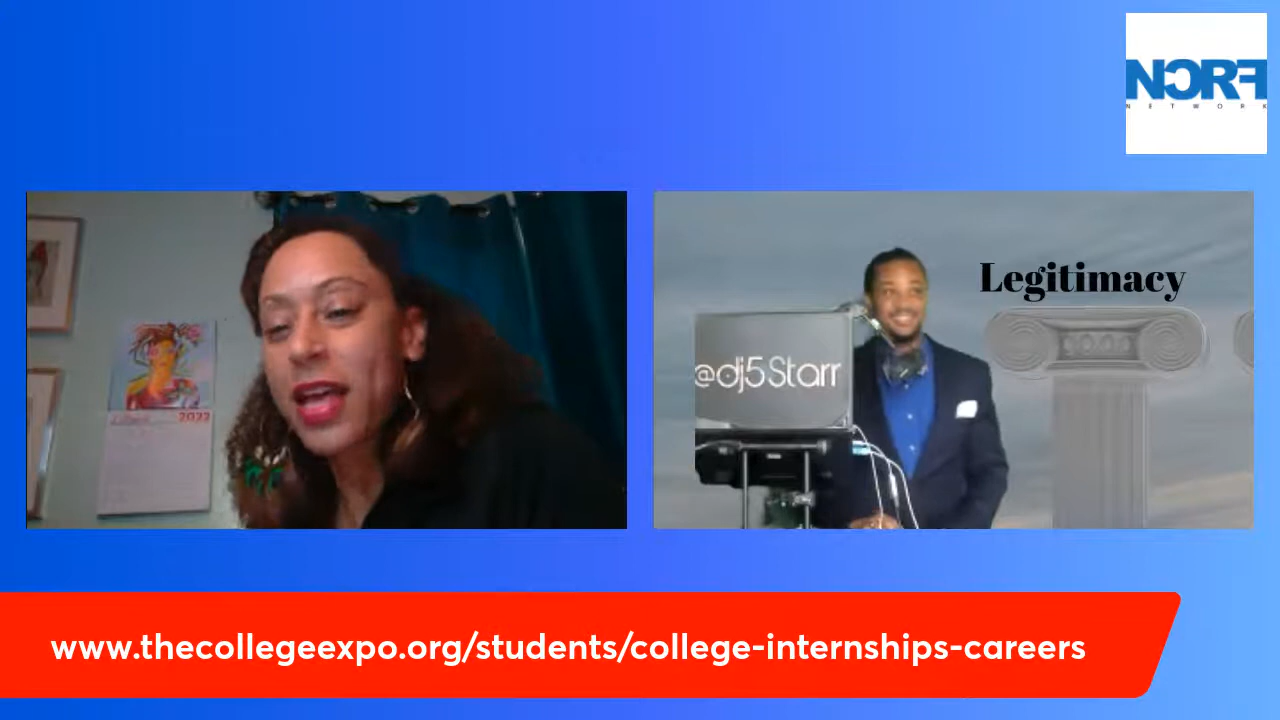 NCRF
NETWORK
Legitimacy
@dj5Starr
2022
www.thecollegeexpo.org/students/college-internships-careers